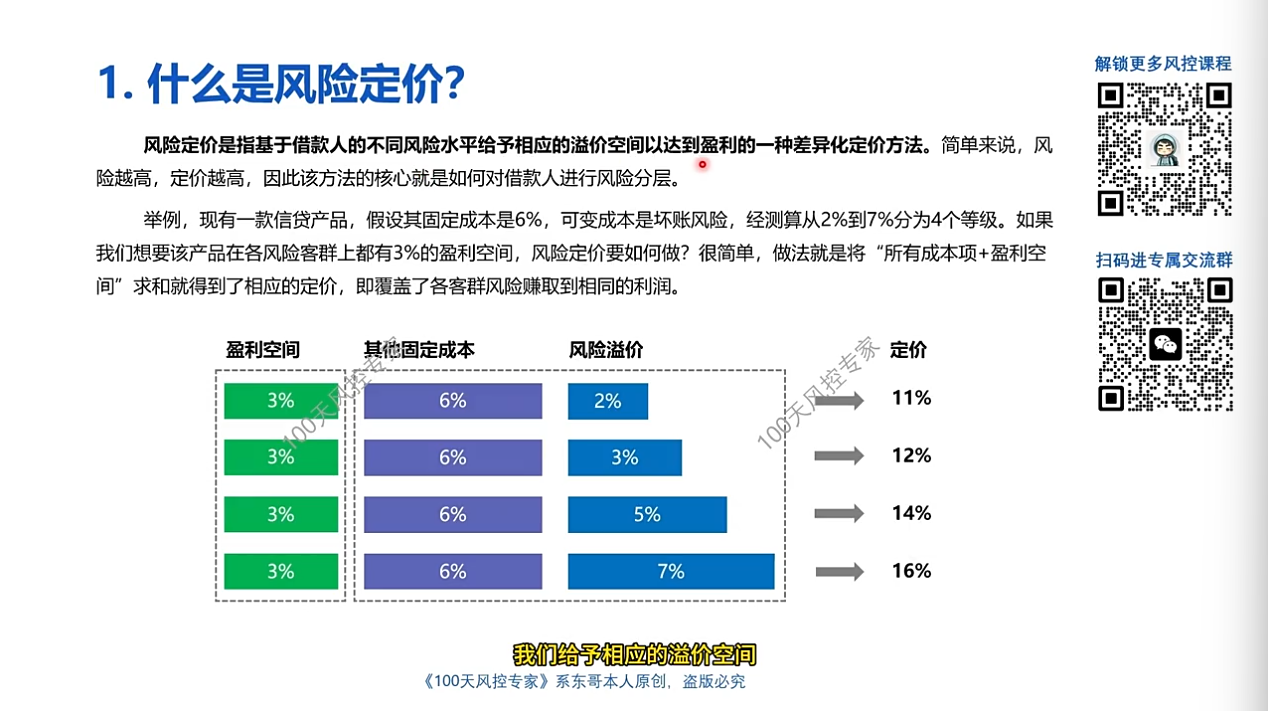 1. 什么是风险定价？
风险定价是指基于借款人的不同风险水平给予相应的溢价空间以达到盈利的一种差异化定价方法。简单来说，风
险越高，定价越高，因此该方法的核心就是如何对借款人进行风险分层。
举例，现有一款信贷产品，假设其固定成本是6%，可变成本是坏账风险，经测算从2%到7%分为4个等级。如果
我们想要该产品在各风险客群上都有3%的盈利空间，风险定价要如何做？很简单，做法就是将“所有成本项+盈利空
间”求和就得到了相应的定价，即覆盖了各客群风险赚取到相同的利润。
盈利空间 其他固定成本 风险溢价 定价
3% 6% 2% 11%
3% 6% 3% 12%
3% 6% 5% 14%
3% 6% 7% 16%
100天风控专家
100天风控专家
我们给予相应的溢价空间
《100天风控专家》系东哥本人原创，盗版必究
解锁更多风控课程
扫码进专属交流群